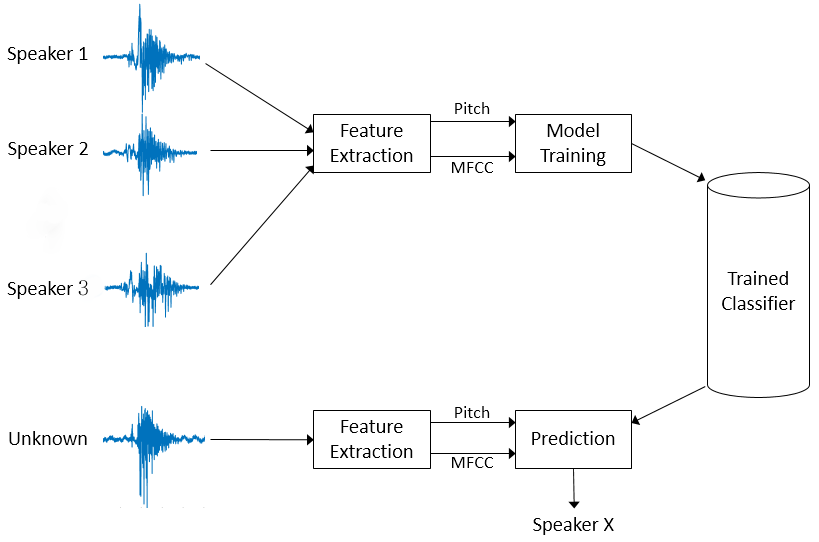 Speaker 1
Speaker 2
Speaker 3
Feature
Extraction
Pitch
MFCC
Model
Training
Trained
Classifier
Unknown
Feature
Extraction
Pitch
MFCC
Prediction
Speaker X